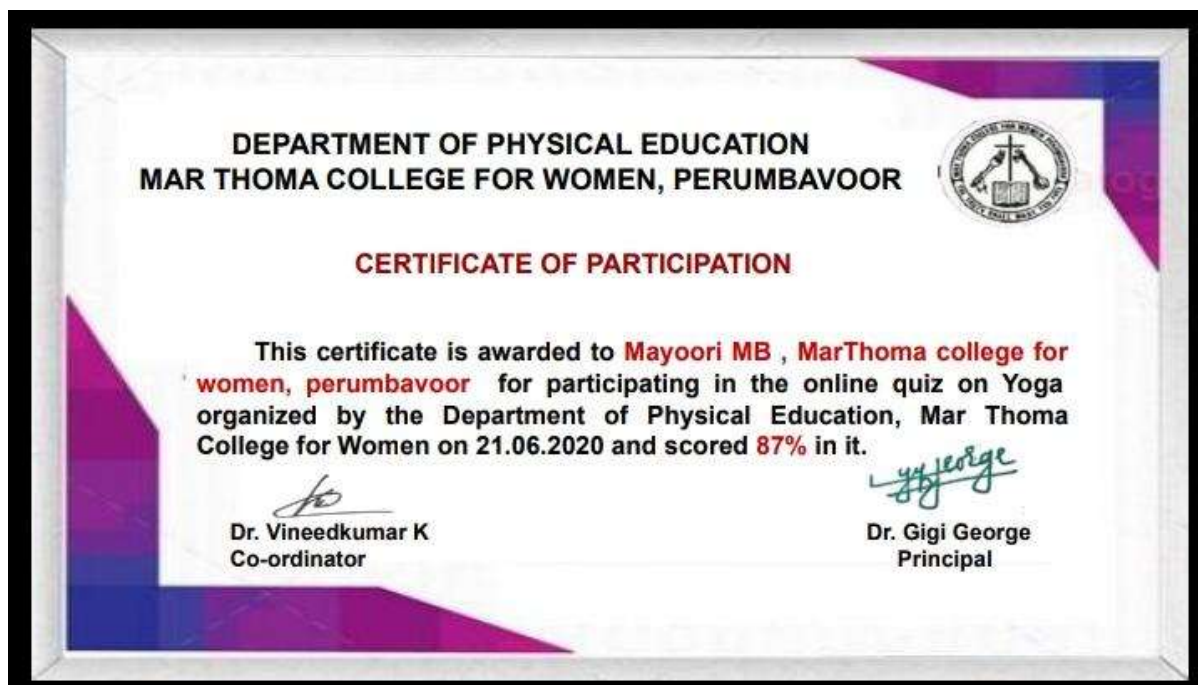 DEPARTMENT OF PHYSICAL EDUCATION
MAR THOMA COLLEGE FOR WOMEN, PERUMBAVOOR
CERTIFICATE OF PARTICIPATION
This certificate is awarded to Mayoori MB , MarThoma college for
women, perumbavoor for participating in the online quiz on Yoga
organized by the Department of Physical Education, Mar Thoma
College for Women on 21.06.2020 and scored 87% in it.
Dr. Vineedkumar K
Co-ordinator
Dr. Gigi George
Principal